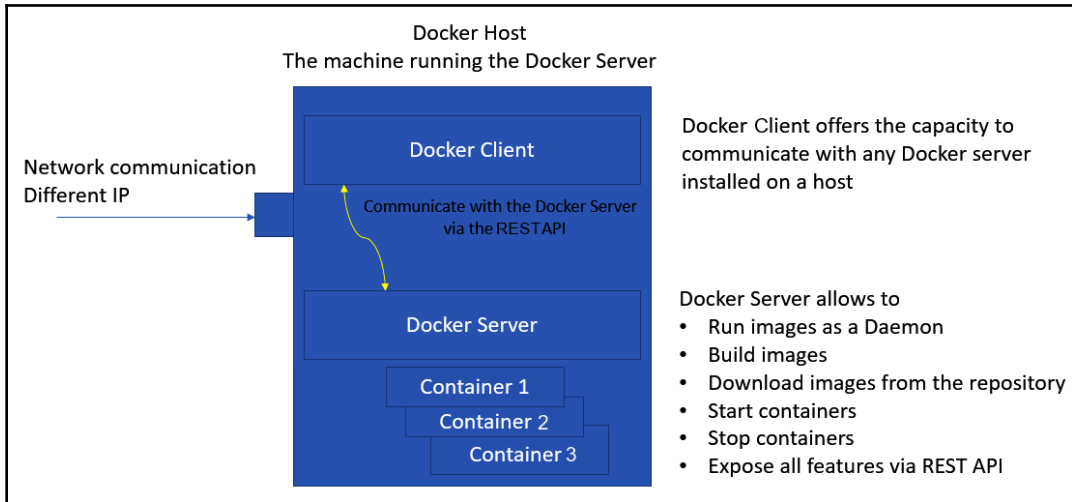 Docker Host
The machine running the Docker Server
Network communication
Different IP
Docker Client
Communicate with the Docker Server
via the REST API
Docker Server
Container 1
Container 2
Container 3
Docker Client offers the capacity to
communicate with any Docker server
installed on a host
Docker Server allows to
• Run images as a Daemon
• Build images
• Download images from the repository
• Start containers
• Stop containers
• Expose all features via REST API